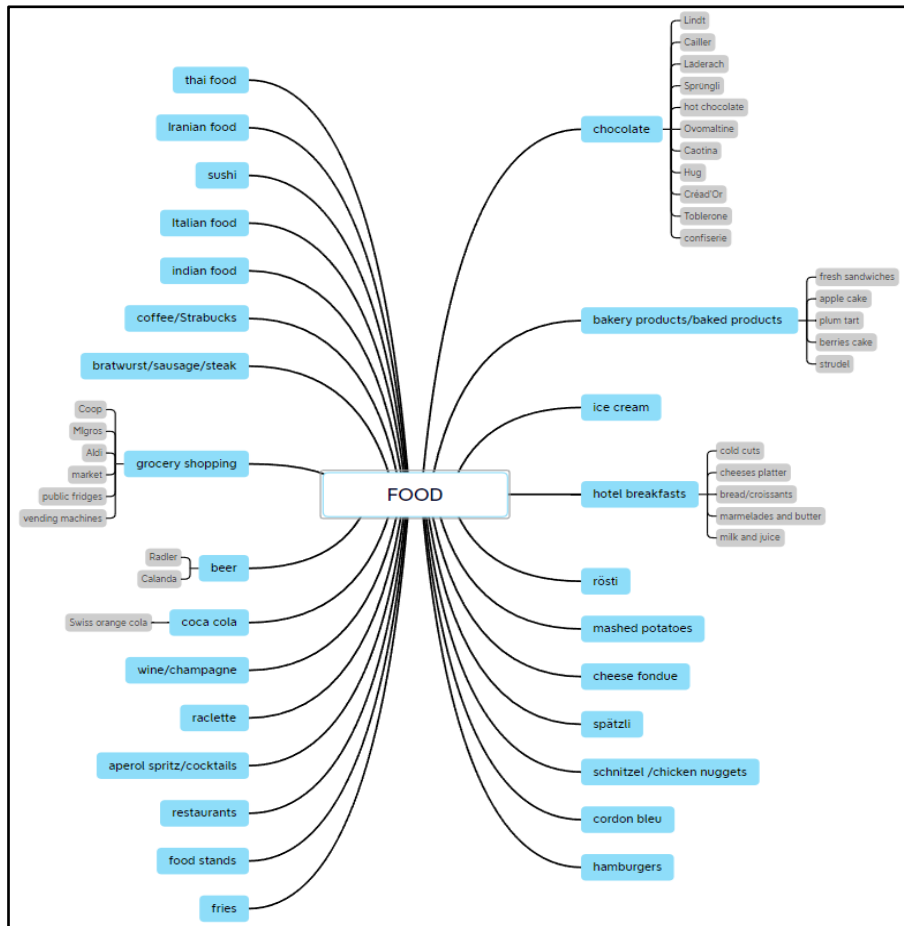 thai food
Iranian food
sushi
Italian food
indian food
coffee/Strabucks
bratwurst/sausage/steak
Coop
MIgros
Aldi
market
public fridges
vending machines
grocery shopping
Radler
Calanda
beer
Swiss orange cola
coca cola
wine/champagne
raclette
aperol spritz/cocktails
restaurants
food stands
fries
FOOD
chocolate
Lindt
Cailler
Läderach
Sprüngli
hot chocolate
Ovomaltine
Caotina
Hug
Créad'Or
Toblerone
confiserie
bakery products/baked products
fresh sandwiches
apple cake
plum tart
berries cake
strudel
ice cream
hotel breakfasts
cold cuts
cheeses platter
bread/croissants
marmelades and butter
milk and juice
rösti
mashed potatoes
cheese fondue
spätzli
schnitzel /chicken nuggets
cordon bleu
hamburgers